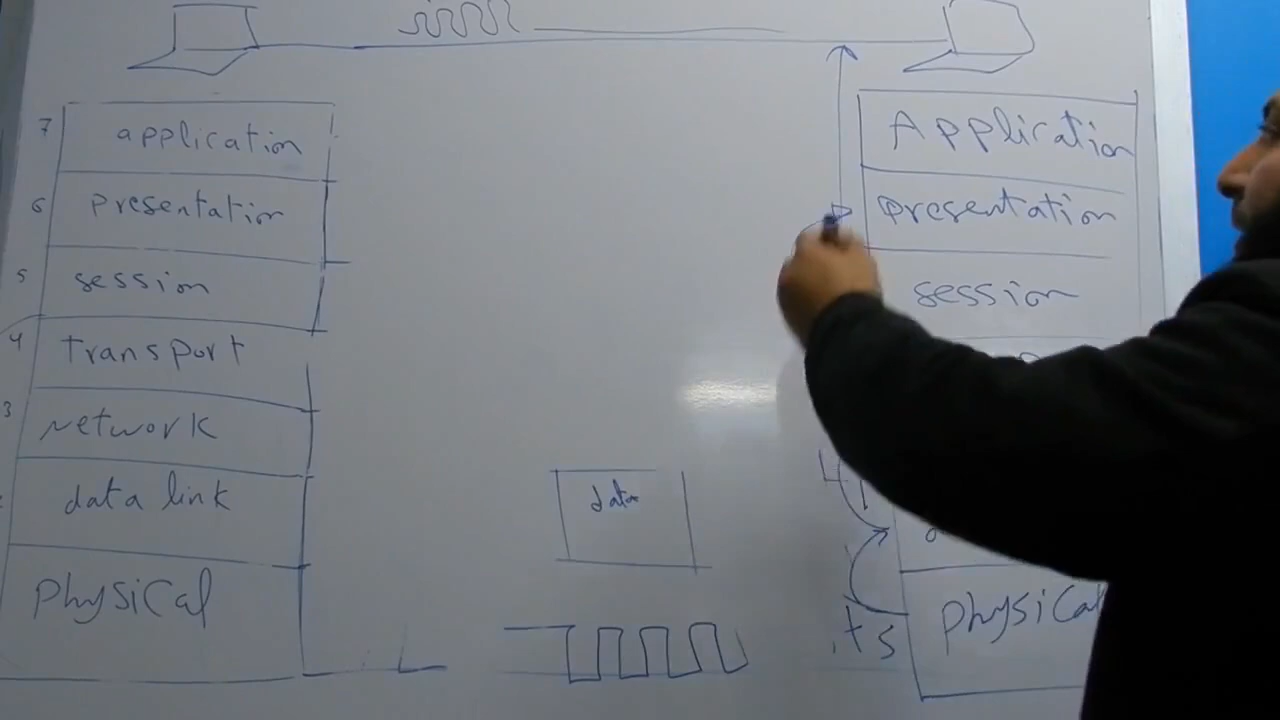 7 application
6 presentation
5 session
4 Transport
3 network
data link
physical
data
Application
presentation
session
physical